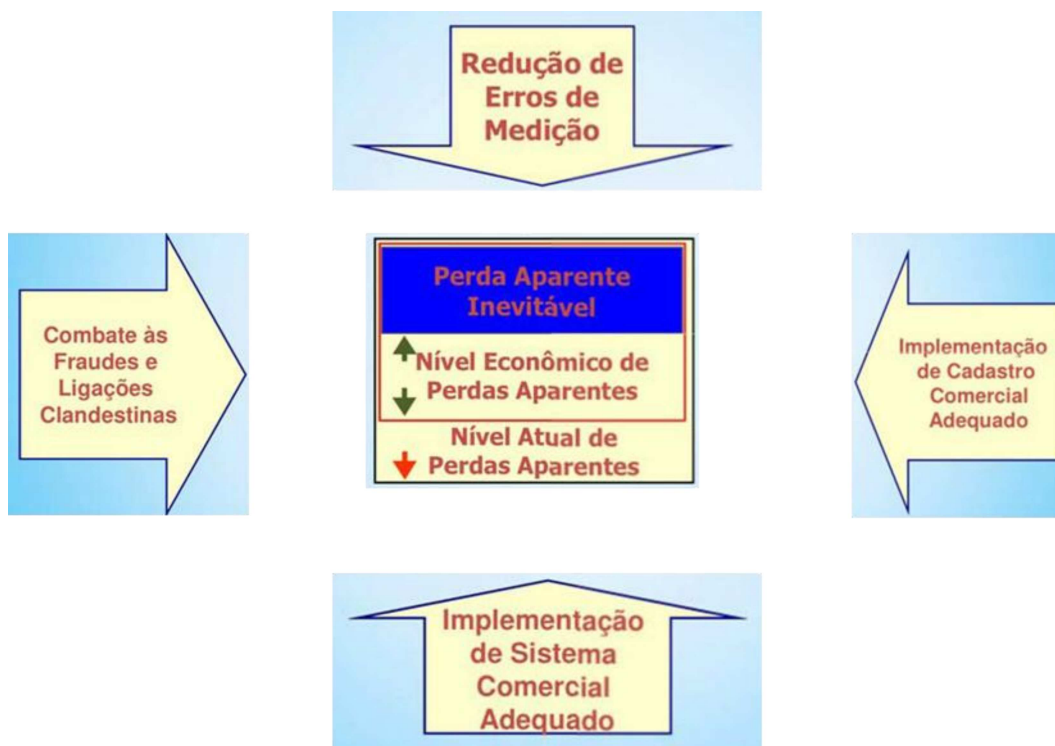 Redução de
Erros de
Medição
Combate às
Fraudes e
Ligações
Clandestinas
Perda Aparente
Inevitável
Nível Econômico de
Perdas Aparentes
Nível Atual de
Perdas Aparentes
Implementação
de Cadastro
Comercial
Adequado
Implementação
de Sistema
Comercial
Adequado